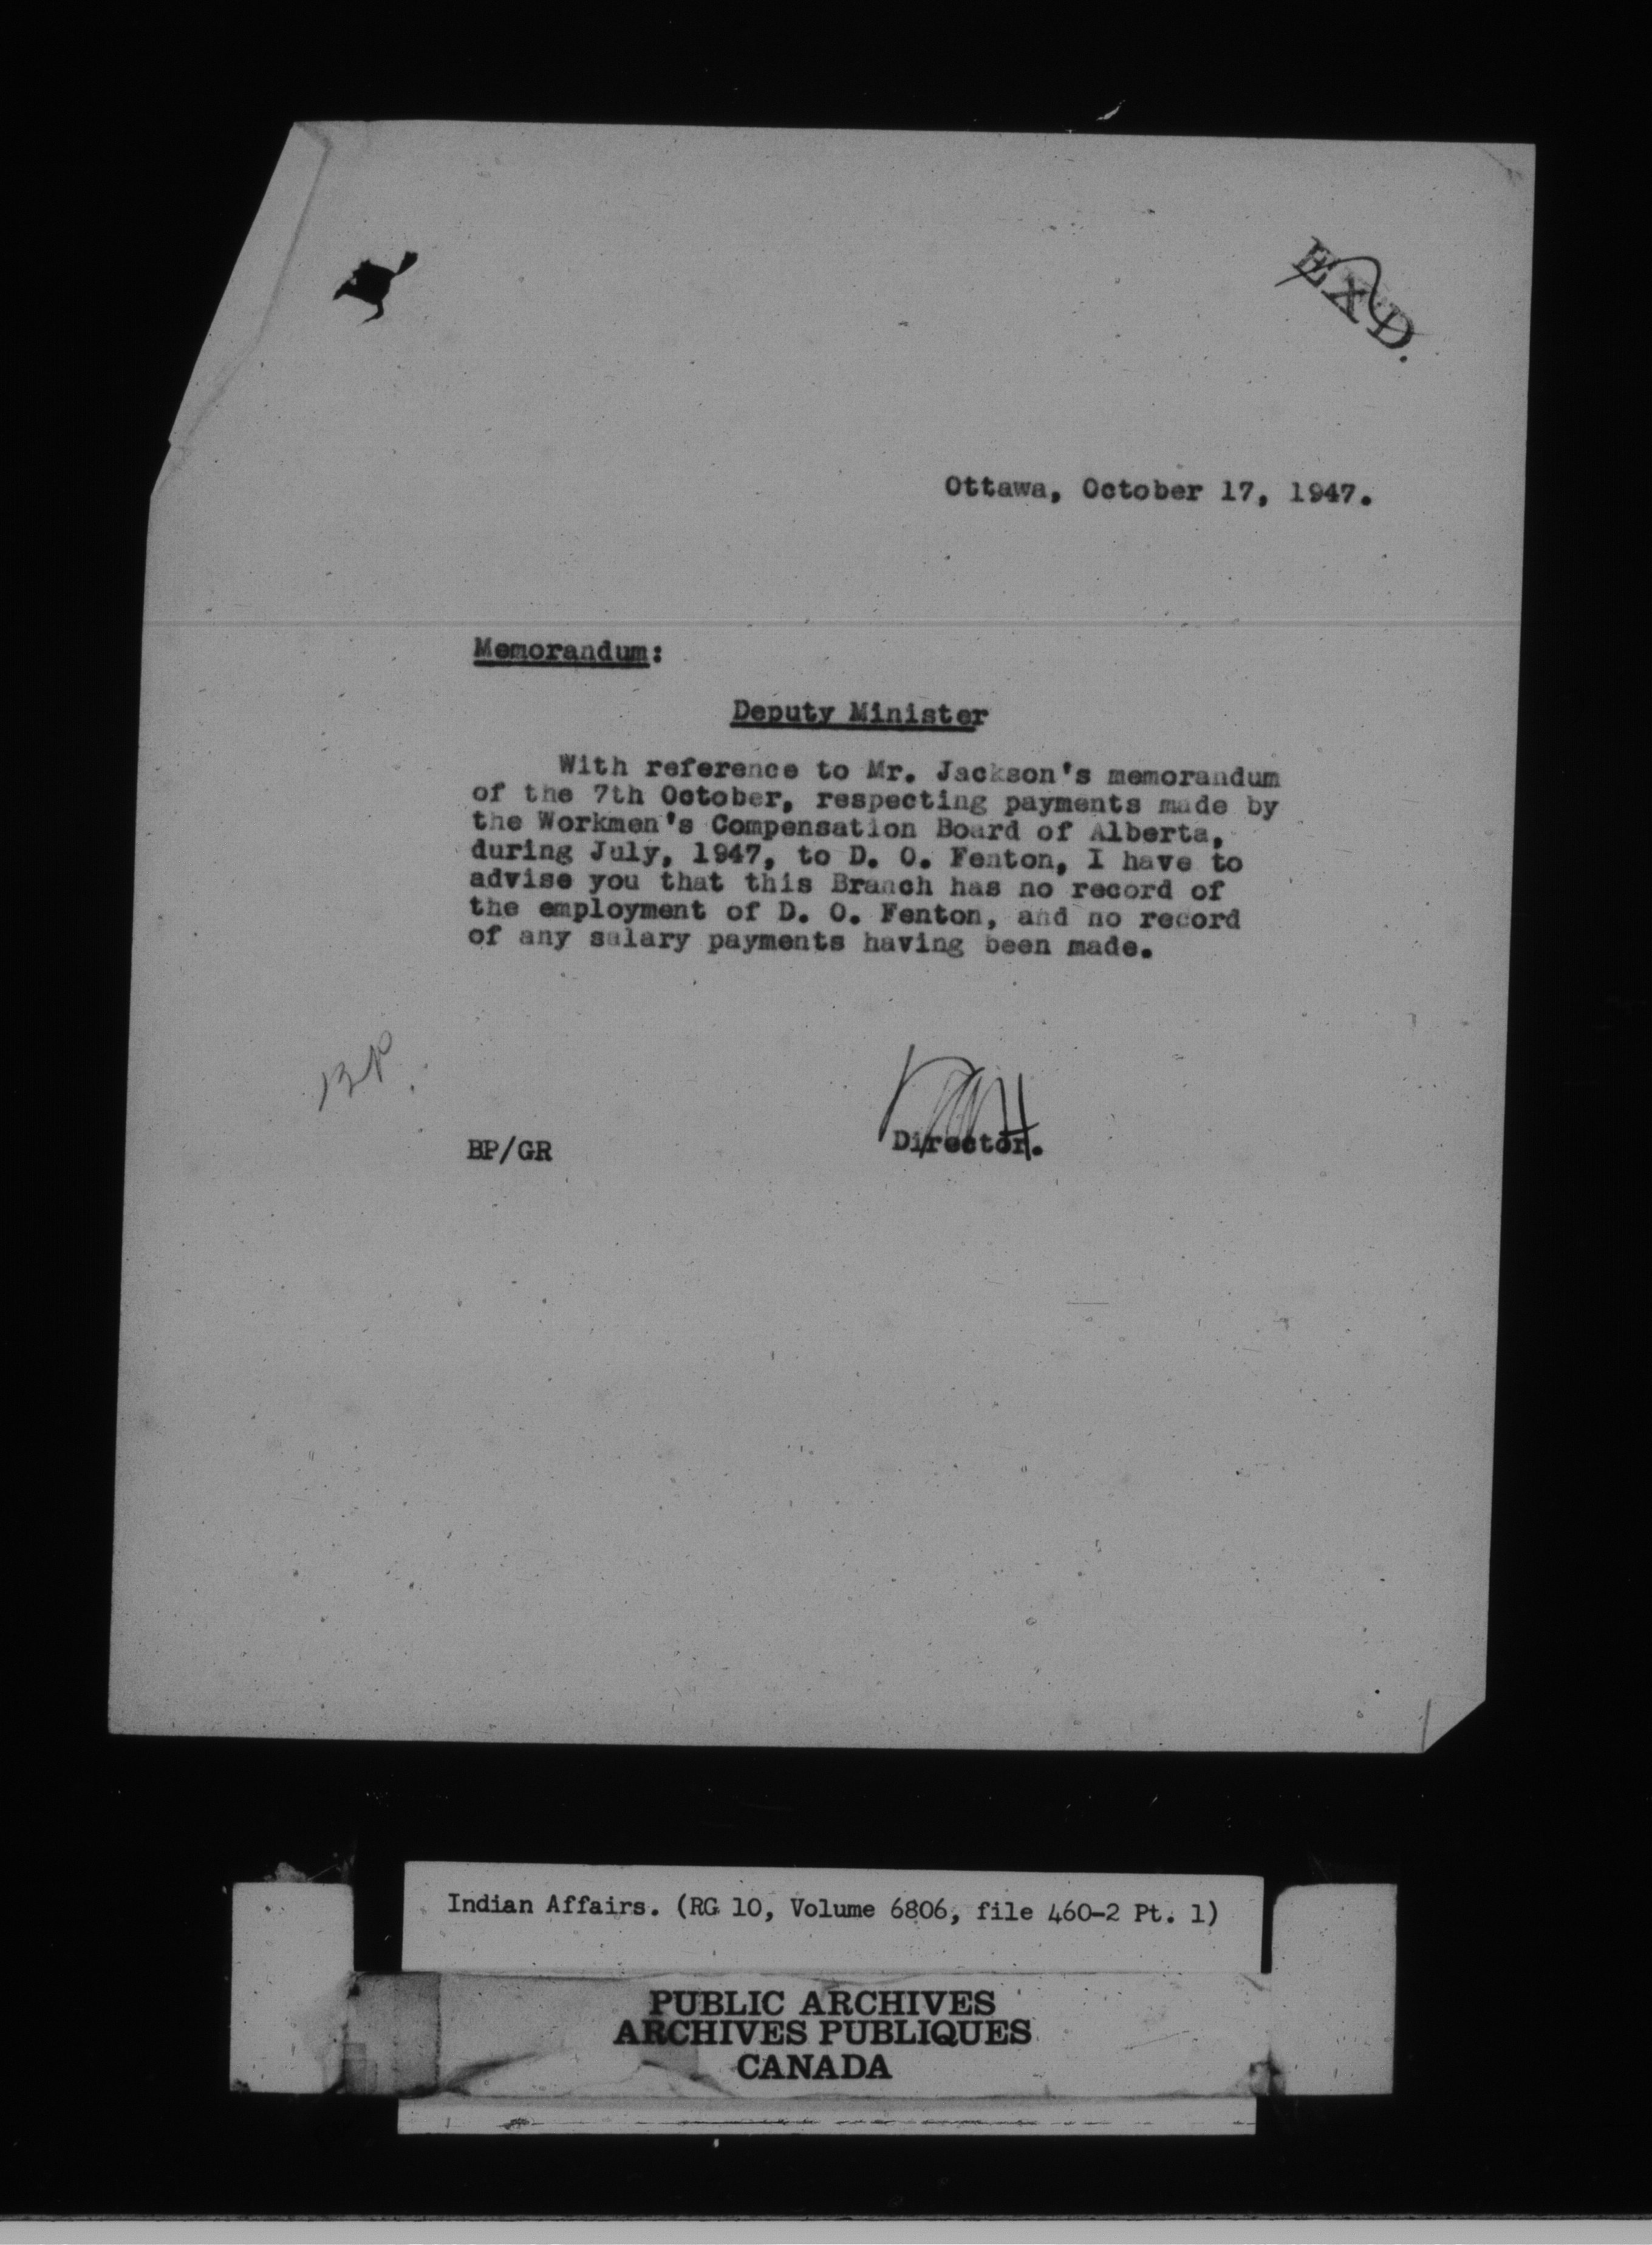 EXD.
Ottawa, October 17, 1947.
Memorandum:
Deputy Minister
With reference to Mr. Jackson's memorandum
of the 7th October, respecting payments made by
the Workmen's Compensation Board of Alberta,
during July, 1947, to D. O. Fenton, I have to
advise you that this Branch has no record of
the employment of D. O. Fenton, and no record
of any salary payments having been made.
BP.
BP/GR
Director.
Indian Affairs. (RG 10, Volume 6806, file 460-2 Pt. 1)
PUBLIC ARCHIVES
ARCHIVES PUBLIQUES
CANADA